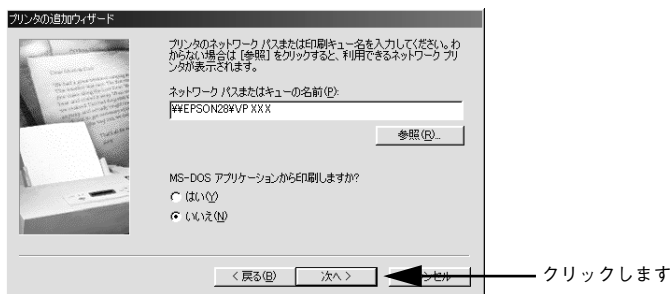 プリンタの追加ウィザード
プリンタのネットワーク パスまたは印刷キュー名を入力してください。わ
からない場合は [参照] をクリックすると、利用できるネットワーク プリ
ンタが表示されます。
ネットワーク パスまたはキューの名前(P):
¥¥EPSON28¥VP XXX
参照(R)...
MS-DOS アプリケーションから印刷しますか?
はい(Y)
いいえ(N)
< 戻る(B)
次へ >
ンセル
クリックします